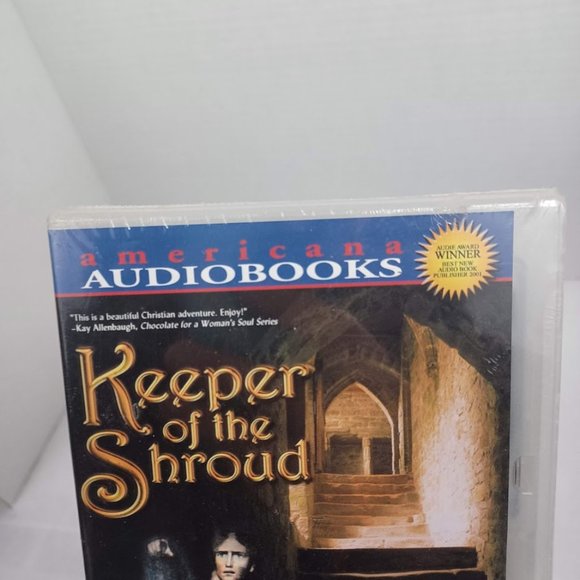 americana
AUDIOBOOKS
AUDIE AWARD
WINNER
BEST NEW
AUDIO BOOK
PUBLISHER 2001
"This is a beautiful Christian adventure. Enjoy!"
-Kay Allenbaugh, Chocolate for a Woman's Soul Series
Keeper
of the
Shroud